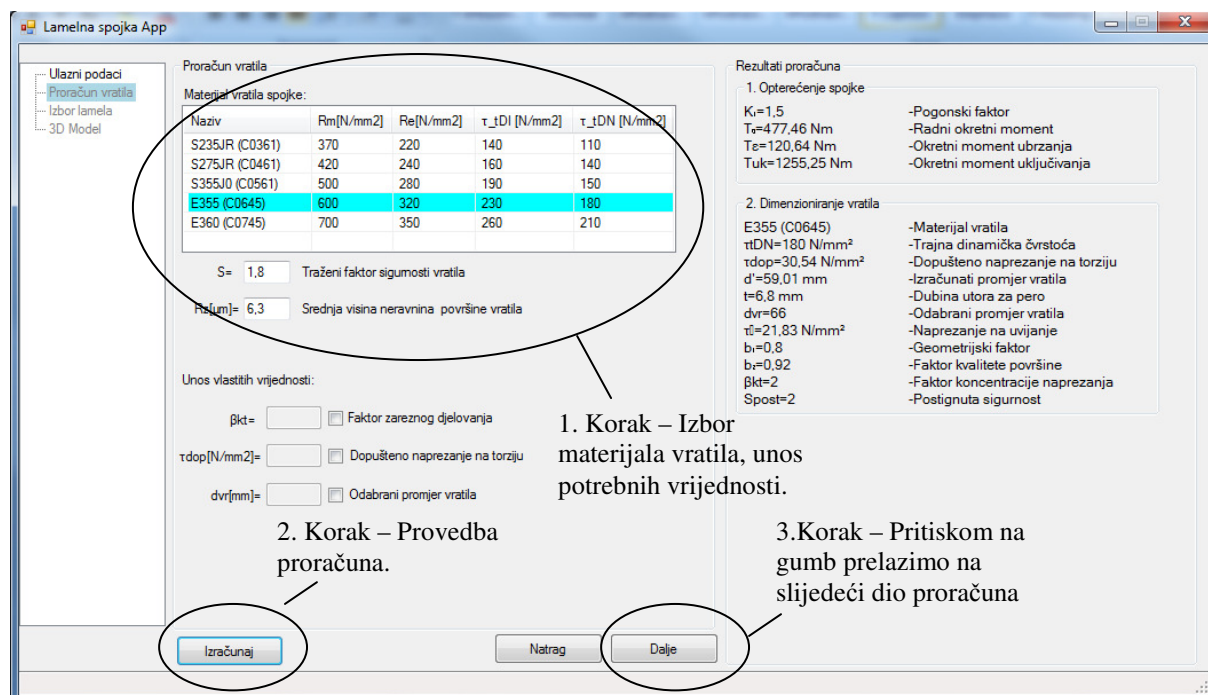 Lamelna spojka App
Ulazni podaci
Proračun vratila
Izbor lamela
3D Model
Proračun vratila
Materijal vratila spojke:
Naziv Rm[N/mm2] Re[N/mm2] τ_tDI [N/mm2] τ_tDN [N/mm2]
S235JR (C0361) 370 220 140 110
S275JR (C0461) 420 240 160 140
S355J0 (C0561) 500 280 190 150
E355 (C0645) 600 320 230 180
E360 (C0745) 700 350 260 210
S= 1,8 Traženi faktor sigurnosti vratila
Rz[µm]= 6,3 Srednja visina neravnina površine vratila
Unos vlastitih vrijednosti:
βkt= Faktor zareznog djelovanja
τdop[N/mm2]= Dopušteno naprezanje na torziju
dvr[mm]= Odabrani promjer vratila
1. Korak – Izbor
materijala vratila, unos
potrebnih vrijednosti.
2. Korak – Provedba
proračuna.
3.Korak – Pritiskom na
gumb prelazimo na
slijedeći dio proračuna
Izračunaj
Natrag
Dalje
Rezultati proračuna
1. Opterećenje spojke
K₁=1,5 -Pogonski faktor
Tₙ=477,46 Nm -Radni okretni moment
Tε=120,64 Nm -Okretni moment ubrzanja
Tuk=1255,25 Nm -Okretni moment uključivanja
2. Dimenzioniranje vratila
E355 (C0645) -Materijal vratila
τtDN=180 N/mm² -Trajna dinamička čvrstoća
τdop=30,54 N/mm² -Dopušteno naprezanje na torziju
d'=59,01 mm -Izračunati promjer vratila
t=6,8 mm -Dubina utora za pero
dvr=66 -Odabrani promjer vratila
τ▯=21,83 N/mm² -Naprezanje na uvijanje
b₁=0,8 -Geometrijski faktor
b₂=0,92 -Faktor kvalitete površine
βkt=2 -Faktor koncentracije naprezanja
Spost=2 -Postignuta sigurnost